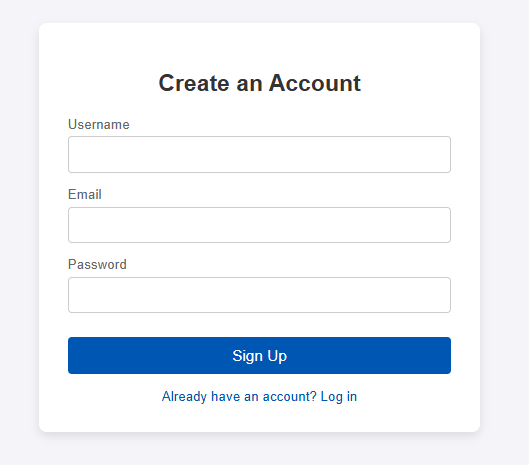 Create an Account
Username
Email
Password
Sign Up
Already have an account? Log in